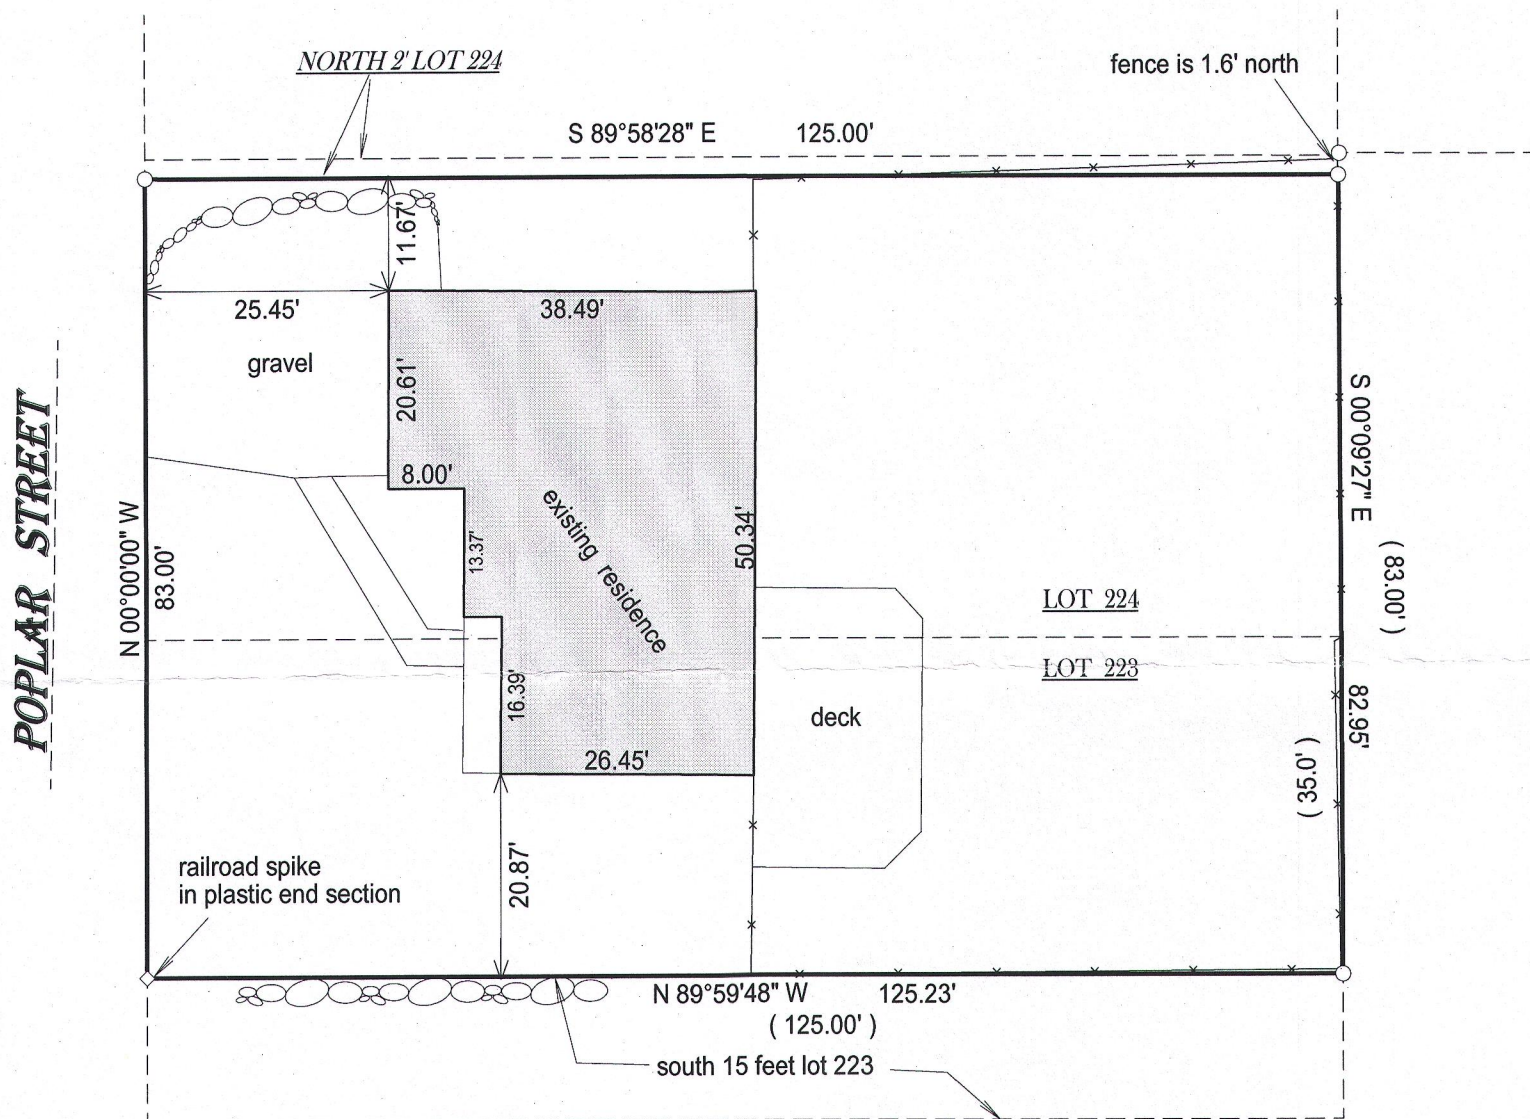 NORTH 2' LOT 224
fence is 1.6' north
S 89°58'28" E 125.00'
11.67'
25.45'
38.49'
gravel
20.61'
8.00'
existing residence
13.37'
50.34'
16.39'
26.45'
POPLAR STREET
N 00°00'00" W
83.00'
S 00°09'27" E
( 83.00' )
LOT 224
LOT 223
82.95'
( 35.0' )
deck
20.87'
railroad spike
in plastic end section
N 89°59'48" W 125.23'
( 125.00' )
south 15 feet lot 223